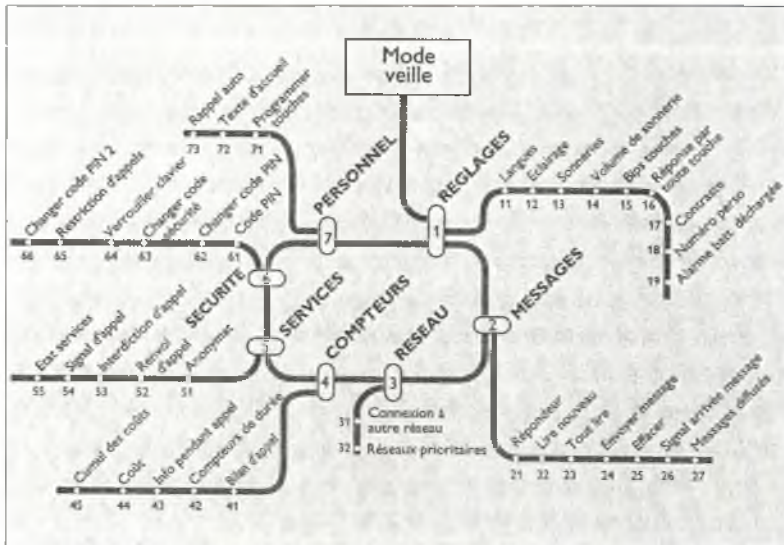 Mode
veille
PERSONNEL
7
Rappel auto
73
Texte d'accueil
72
Programmer
touches
71
REGLAGES
1
Langues
11
Eclairage
12
Sonneries
13
Volume de sonnerie
14
Bips touches
15
Réponse par
toute touche
16
Contraste
17
Numéro perso
18
Alarme batt. déchargée
19
MESSAGES
2
Répondeur
21
Lire nouveau
22
Tout lire
23
Envoyer message
24
Effacer
25
Signal arrivée message
26
Messages diffusés
27
RESEAU
3
31
Connexion à
autre réseau
32
Réseaux prioritaires
COMPTEURS
4
Cumul des coûts
45
Coût
44
Info pendant appel
43
Compteurs de durée
42
Bilan d'appel
41
SERVICES
5
Etat services
55
Signal d'appel
54
Interdiction d'appel
53
Renvoi
d'appel
52
Anonymat
51
SECURITE
6
Changer code PIN 2
66
Restriction d'appels
65
Verrouiller clavier
64
Changer code
sécurité
63
Changer code PIN
62
Code PIN
61